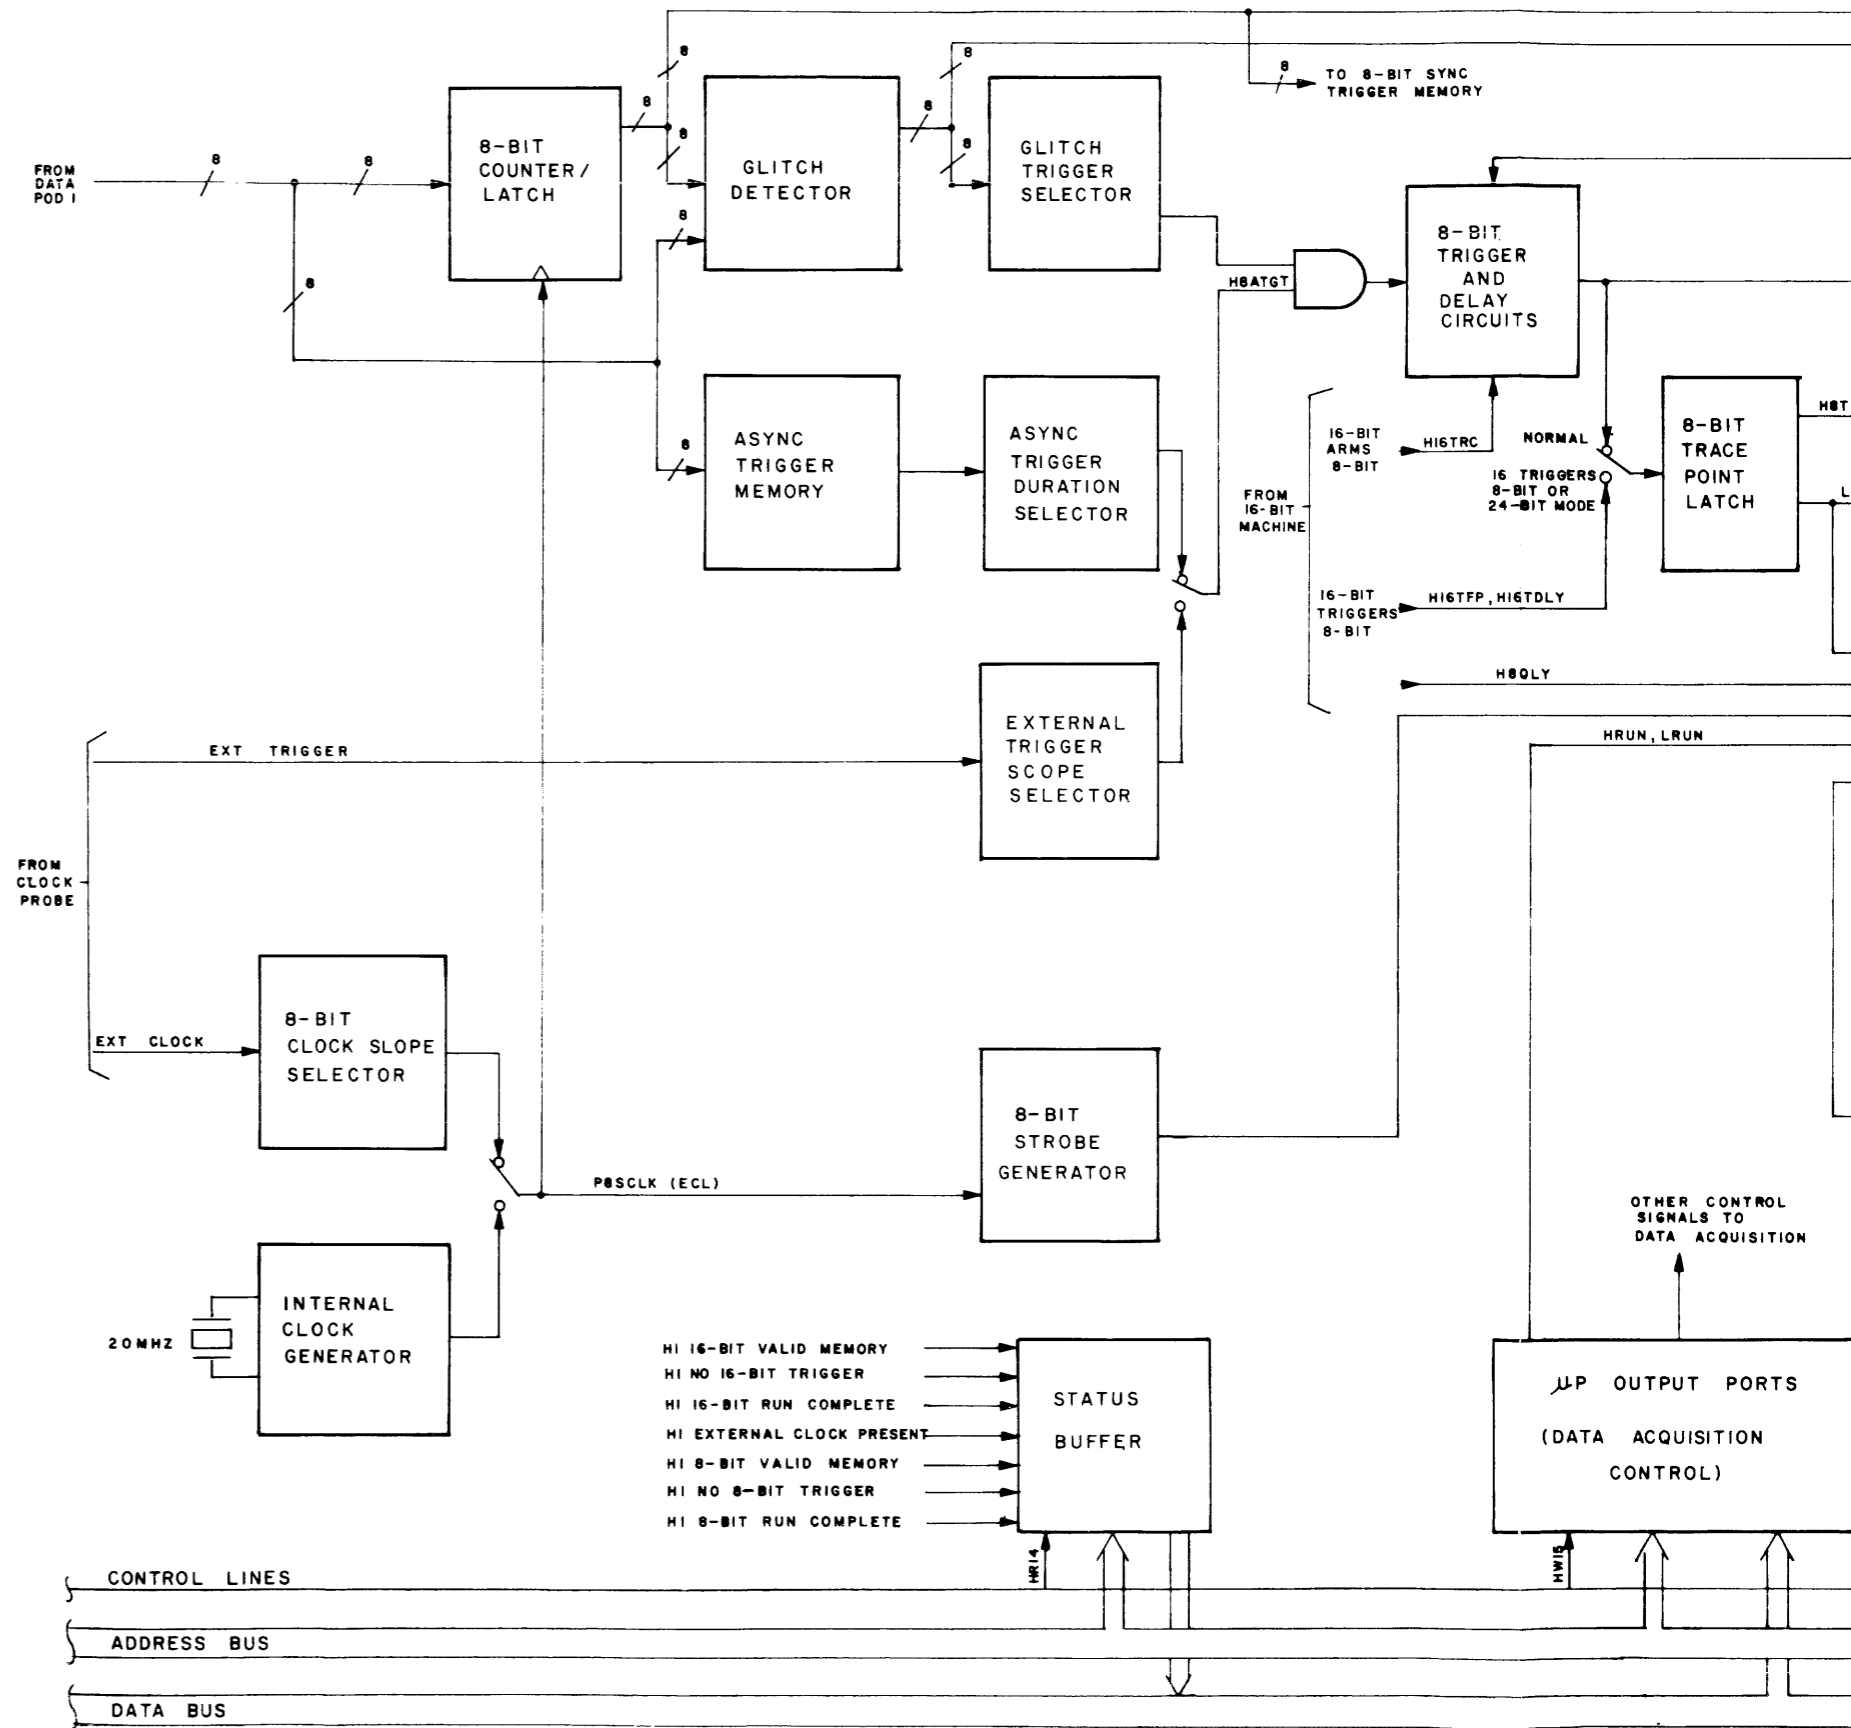 8
8
TO 8-BIT SYNC
TRIGGER MEMORY
8
8
8-BIT
COUNTER/
LATCH
8
8
GLITCH
DETECTOR
8
8
GLITCH
TRIGGER
SELECTOR
FROM
DATA
POD 1
8
8
8
8
H8ATGT
8-BIT
TRIGGER
AND
DELAY
CIRCUITS
8
ASYNC
TRIGGER
MEMORY
ASYNC
TRIGGER
DURATION
SELECTOR
FROM
16-BIT
MACHINE
16-BIT
ARMS
8-BIT
H16TRC
NORMAL
16 TRIGGERS
8-BIT OR
24-BIT MODE
8-BIT
TRACE
POINT
LATCH
H8T
L
16-BIT
TRIGGERS
8-BIT
H16TFP, H16TDLY
H8QLY
HRUN, LRUN
EXT TRIGGER
EXTERNAL
TRIGGER
SCOPE
SELECTOR
FROM
CLOCK
PROBE
EXT CLOCK
8-BIT
CLOCK SLOPE
SELECTOR
P8SCLK (ECL)
8-BIT
STROBE
GENERATOR
OTHER CONTROL
SIGNALS TO
DATA ACQUISITION
20MHZ
INTERNAL
CLOCK
GENERATOR
HI 16-BIT VALID MEMORY
HI NO 16-BIT TRIGGER
HI 16-BIT RUN COMPLETE
HI EXTERNAL CLOCK PRESENT
HI 8-BIT VALID MEMORY
HI NO 8-BIT TRIGGER
HI 8-BIT RUN COMPLETE
STATUS
BUFFER
μP OUTPUT PORTS
(DATA ACQUISITION
CONTROL)
HR14
HW15
CONTROL LINES
ADDRESS BUS
DATA BUS